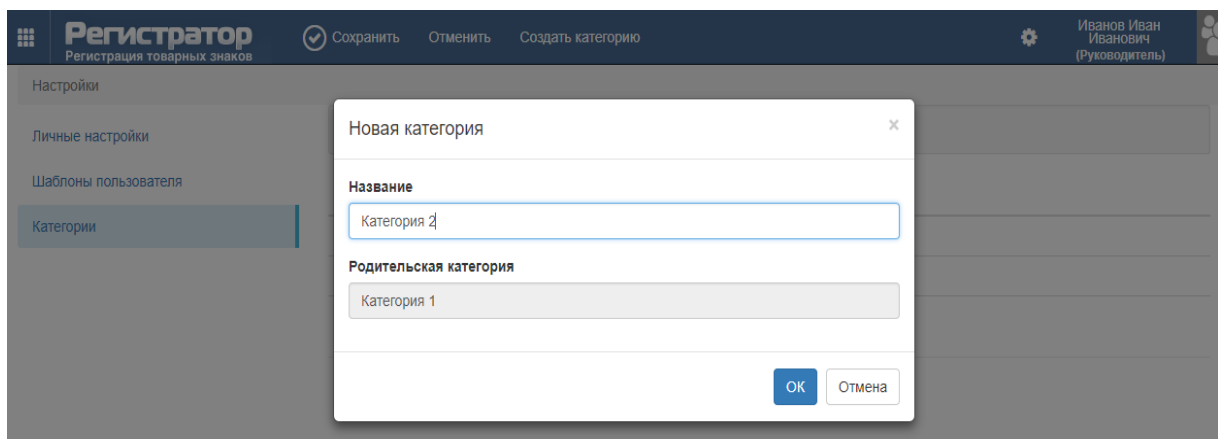 Регистратор
Регистрация товарных знаков
Сохранить
Отменить
Создать категорию
Иванов Иван
Иванович
(Руководитель)
Настройки
Личные настройки
Шаблоны пользователя
Категории
Новая категория
×
Название
Категория 2
Родительская категория
Категория 1
ОК
Отмена